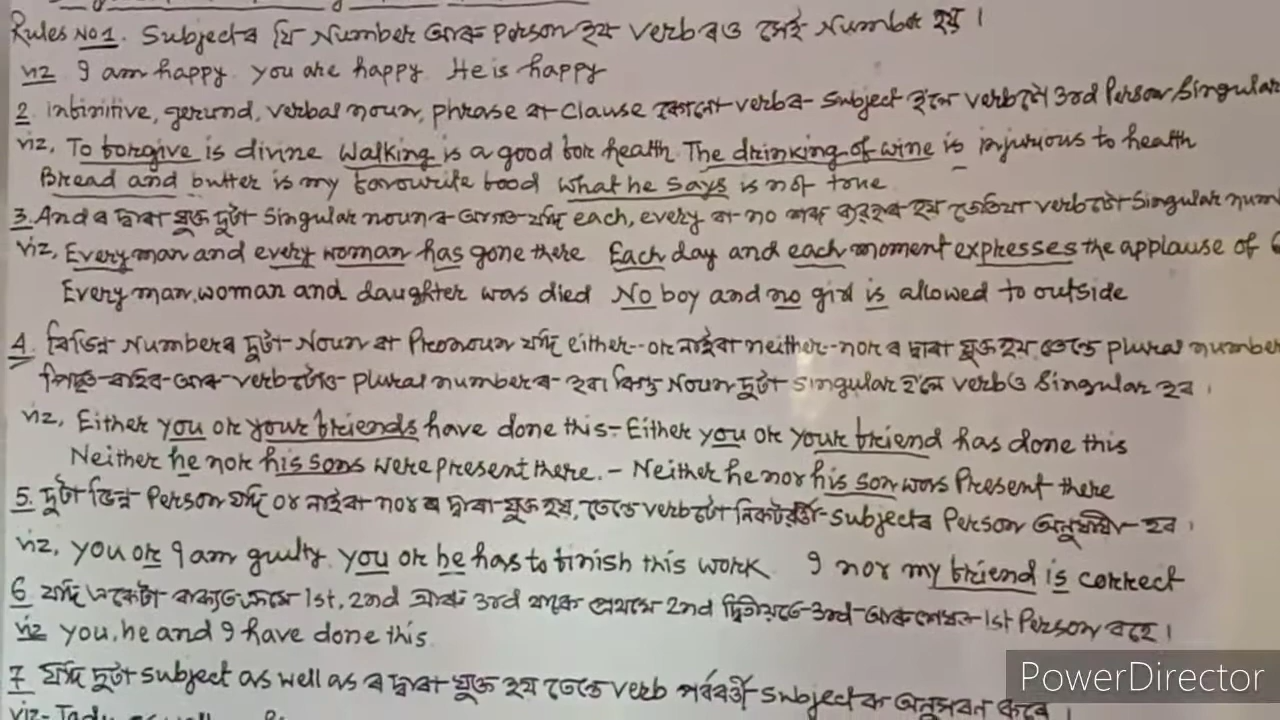 Rules No 1. Subjectৰ যি Number আৰু Person হয় verbৰও সেই Number হয় ।
viz I am happy. you are happy. He is happy
2. infinitive, gerund, verbal noun, phrase বা clause কোনো verbৰ subject হ'লে verbটো 3rd Person Singular
viz, To forgive is divine Walking is a good for health. The drinking of wine is injurious to health
Bread and butter is my favourite food what he says is not true
3. Andৰ দ্বাৰা যুক্ত দুটা singular nounৰ আগত যদি each, every বা no শব্দ ব্যৱহাৰ হয় তেতিয়া verbটো Singular num
viz, Every man and every woman has gone there Each day and each moment expresses the applause of
Every man, woman and daughter was died No boy and no girl is allowed to outside
4. বিভিন্ন Numberৰ দুটা Noun বা Pronoun যদি either--or নাইবা neither--norৰ দ্বাৰা যুক্ত হয়, তেন্তে plural number
পিছত বহিব আৰু verbটোও plural numberৰ হব। কিন্তু Noun দুটা singular হ'লে verbও singular হব ।
viz, Either you or your friends have done this - Either you or your friend has done this
Neither he nor his sons were present there. - Neither he nor his son was Present there
5. দুটা ভিন্ন Person যদি or নাইবা norৰ দ্বাৰা যুক্ত হয়, তেন্তে verbটো নিকটৱৰ্তী subjectৰ Person অনুযায়ী হব ।
viz, you or I am guilty. you or he has to finish this work. I nor my friend is correct
6 যদি একেটা বাক্যত ক্ৰমে 1st, 2nd আৰু 3rd থাকে প্ৰথমে 2nd দ্বিতীয়তে 3rd আৰু শেষত 1st Person বহে ।
viz you, he and I have done this.
7 যদি দুটা subject as well asৰ দ্বাৰা যুক্ত হয় তেন্তে verb পূৰ্ববৰ্তী subjectক অনুসৰণ কৰে ।
viz-
PowerDirector